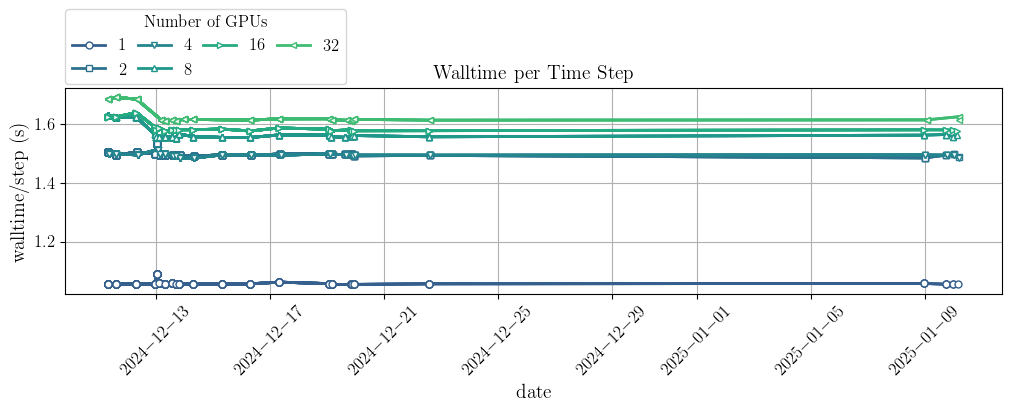 Number of GPUs
1 4 16 32
2 8
Walltime per Time Step
walltime/step (s)
1.6
1.4
1.2
2024−12−13 2024−12−17 2024−12−21 2024−12−25 2024−12−29 2025−01−01 2025−01−05 2025−01−09
date